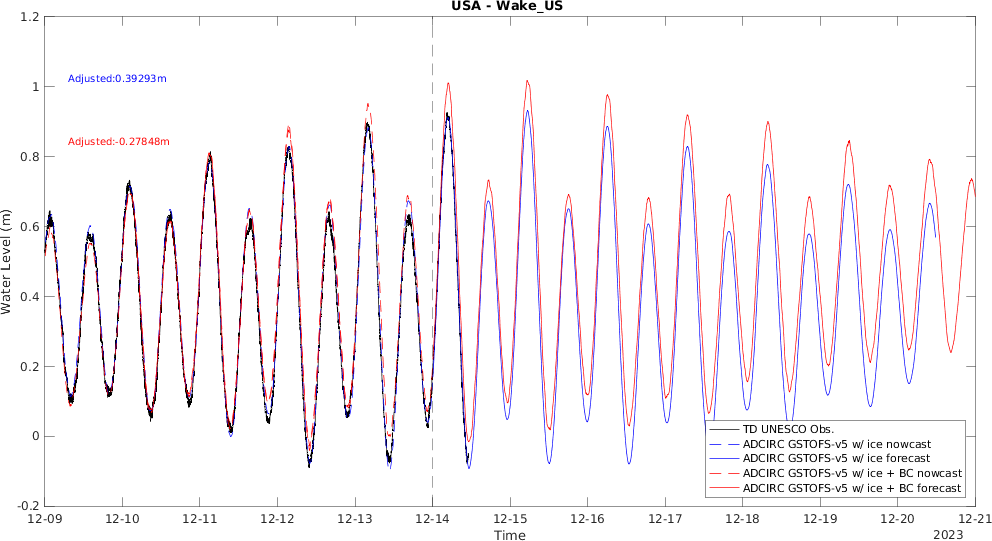 USA - Wake_US
1.2
1
0.8
0.6
0.4
0.2
0
-0.2
Water Level (m)
Adjusted:0.39293m
Adjusted:-0.27848m
TD UNESCO Obs.
ADCIRC GSTOFS-v5 w/ ice nowcast
ADCIRC GSTOFS-v5 w/ ice forecast
ADCIRC GSTOFS-v5 w/ ice + BC nowcast
ADCIRC GSTOFS-v5 w/ ice + BC forecast
12-09 12-10 12-11 12-12 12-13 12-14 12-15 12-16 12-17 12-18 12-19 12-20 12-21
Time
2023